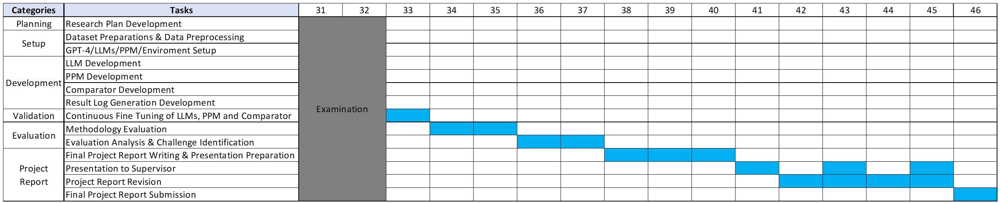 Categories Tasks 31 32 33 34 35 36 37 38 39 40 41 42 43 44 45 46
Planning Research Plan Development
Setup
Dataset Preparations & Data Preprocessing
GPT-4/LLMs/PPM/Enviroment Setup
Development
LLM Development
PPM Development
Comparator Development
Result Log Generation Development
Examination
Validation Continuous Fine Tuning of LLMs, PPM and Comparator
Evaluation
Methodology Evaluation
Evaluation Analysis & Challenge Identification
Project
Report
Final Project Report Writing & Presentation Preparation
Presentation to Supervisor
Project Report Revision
Final Project Report Submission